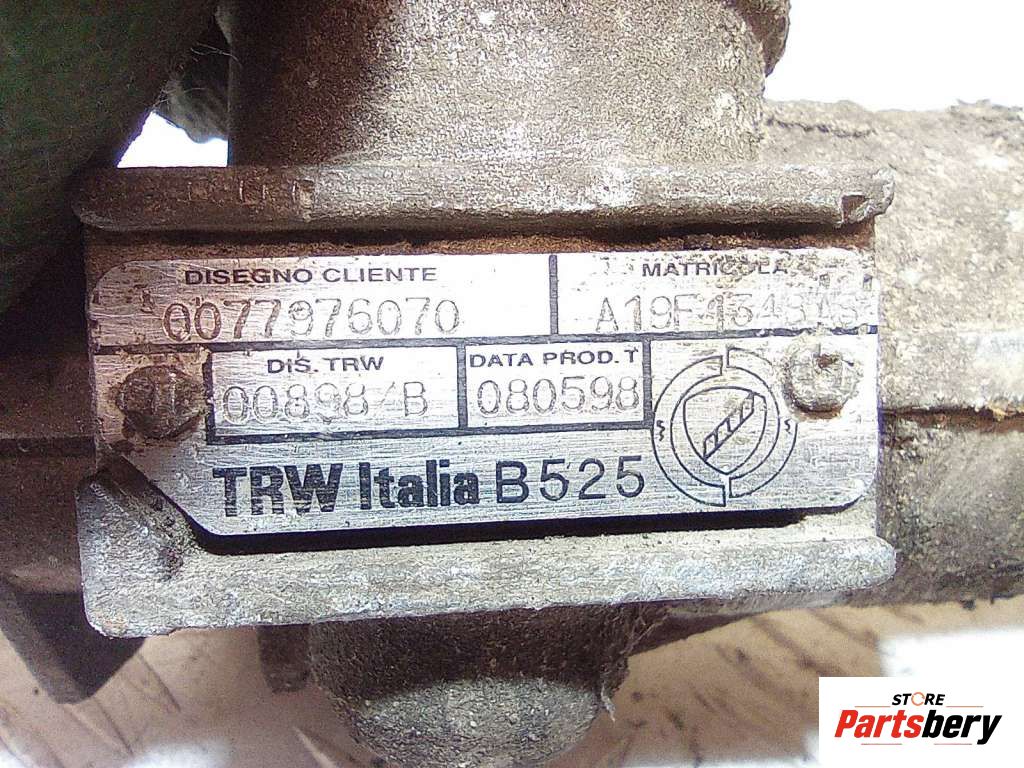 DISEGNO CLIENTE MATRICOLA
0077976070
DIS. TRW DATA PROD. T
00898/B 080598
TRW Italia B525
STORE
Partsbery